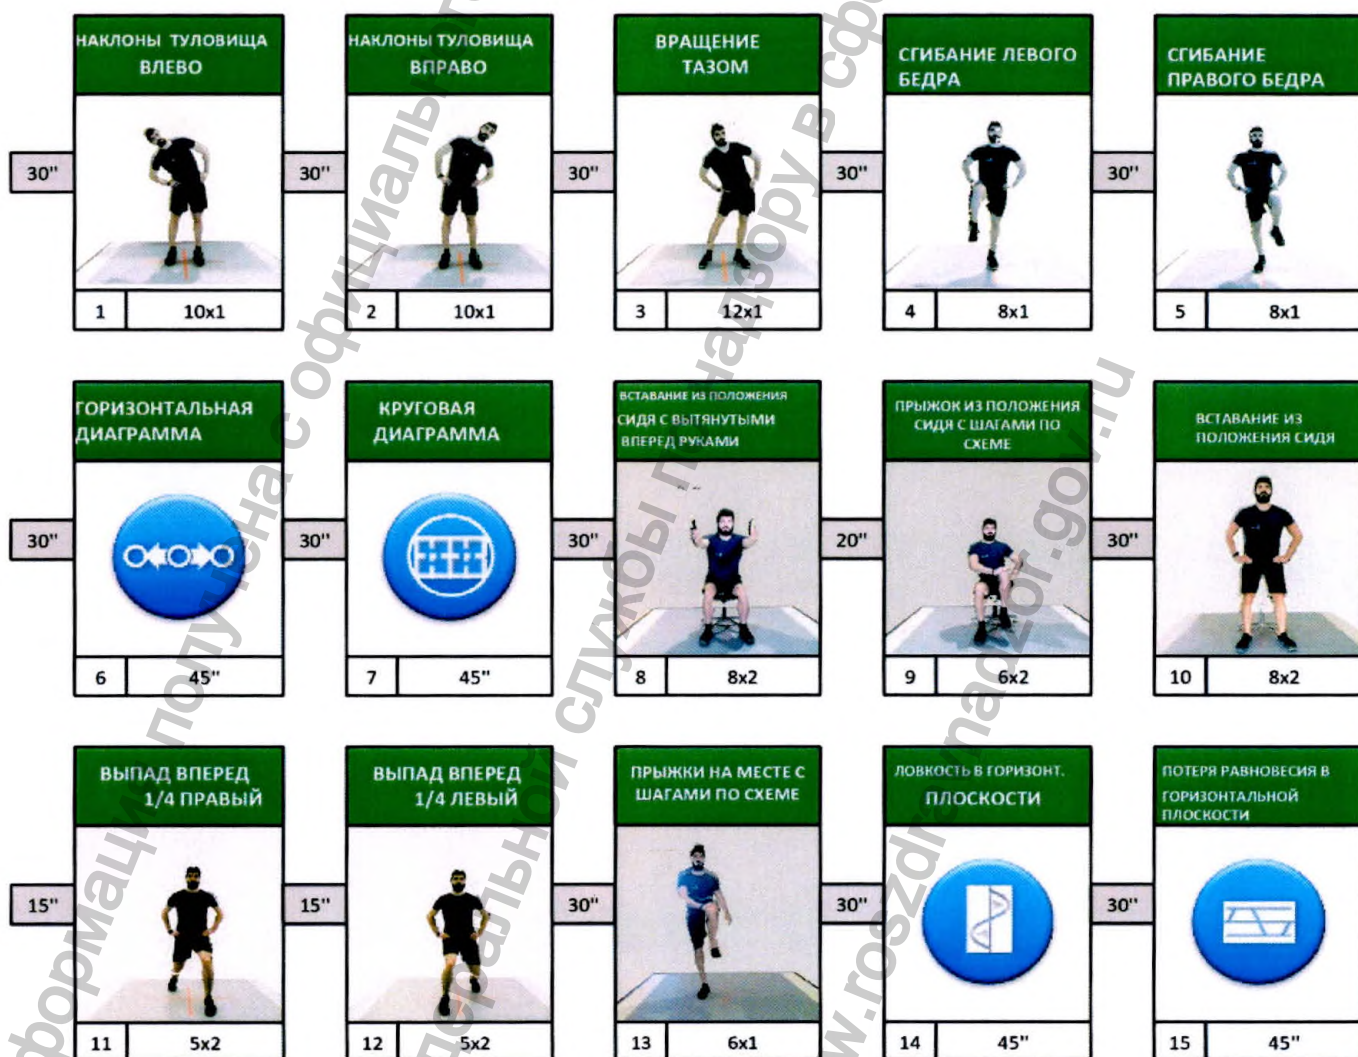 НАКЛОНЫ ТУЛОВИЩА
ВЛЕВО
НАКЛОНЫ ТУЛОВИЩА
ВПРАВО
ВРАЩЕНИЕ
ТАЗОМ
СГИБАНИЕ ЛЕВОГО
БЕДРА
СГИБАНИЕ
ПРАВОГО БЕДРА
30''
30''
30''
30''
30''
1 10x1
2 10x1
3 12x1
4 8x1
5 8x1
ГОРИЗОНТАЛЬНАЯ
ДИАГРАММА
КРУГОВАЯ
ДИАГРАММА
ВСТАВАНИЕ ИЗ ПОЛОЖЕНИЯ
СИДЯ С ВЫТЯНУТЫМИ
ВПЕРЕД РУКАМИ
ПРЫЖОК ИЗ ПОЛОЖЕНИЯ
СИДЯ С ШАГАМИ ПО
СХЕМЕ
ВСТАВАНИЕ ИЗ
ПОЛОЖЕНИЯ СИДЯ
30''
30''
30''
20''
30''
6 45''
7 45''
8 8x2
9 6x2
10 8x2
ВЫПАД ВПЕРЕД
1/4 ПРАВЫЙ
ВЫПАД ВПЕРЕД
1/4 ЛЕВЫЙ
ПРЫЖКИ НА МЕСТЕ С
ШАГАМИ ПО СХЕМЕ
ЛОВКОСТЬ В ГОРИЗОНТ.
ПЛОСКОСТИ
ПОТЕРЯ РАВНОВЕСИЯ В
ГОРИЗОНТАЛЬНОЙ
ПЛОСКОСТИ
15''
15''
30''
30''
30''
11 5x2
12 5x2
13 6x1
14 45''
15 45''